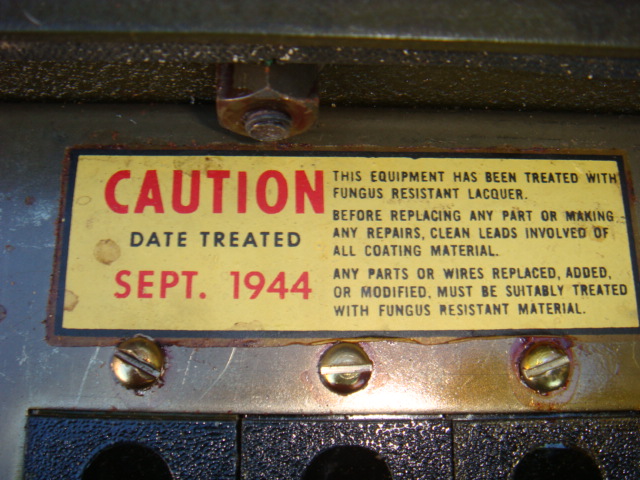 CAUTION
DATE TREATED
SEPT. 1944
THIS EQUIPMENT HAS BEEN TREATED WITH
FUNGUS RESISTANT LACQUER.
BEFORE REPLACING ANY PART OR MAKING
ANY REPAIRS, CLEAN LEADS INVOLVED OF
ALL COATING MATERIAL.
ANY PARTS OR WIRES REPLACED, ADDED,
OR MODIFIED, MUST BE SUITABLY TREATED
WITH FUNGUS RESISTANT MATERIAL.